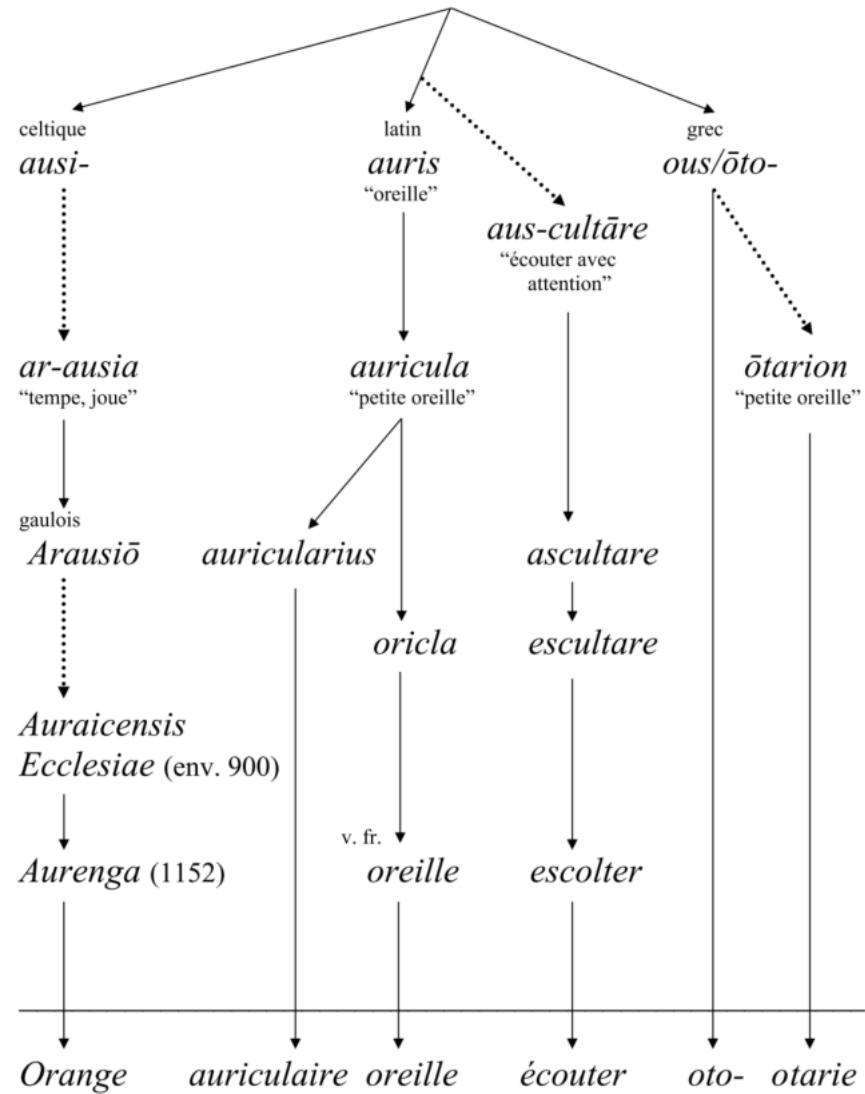 celtique latin grec
ausi- auris ous/ōto-
“oreille”
aus-cultāre
“écouter avec
attention”
ar-ausia auricula ōtarion
“tempe, joue” “petite oreille” “petite oreille”
gaulois
Arausiō auricularius ascultare
oricla escultare
Auraicensis
Ecclesiae (env. 900)
v. fr.
Aurenga (1152) oreille escolter
Orange auriculaire oreille écouter oto- otarie